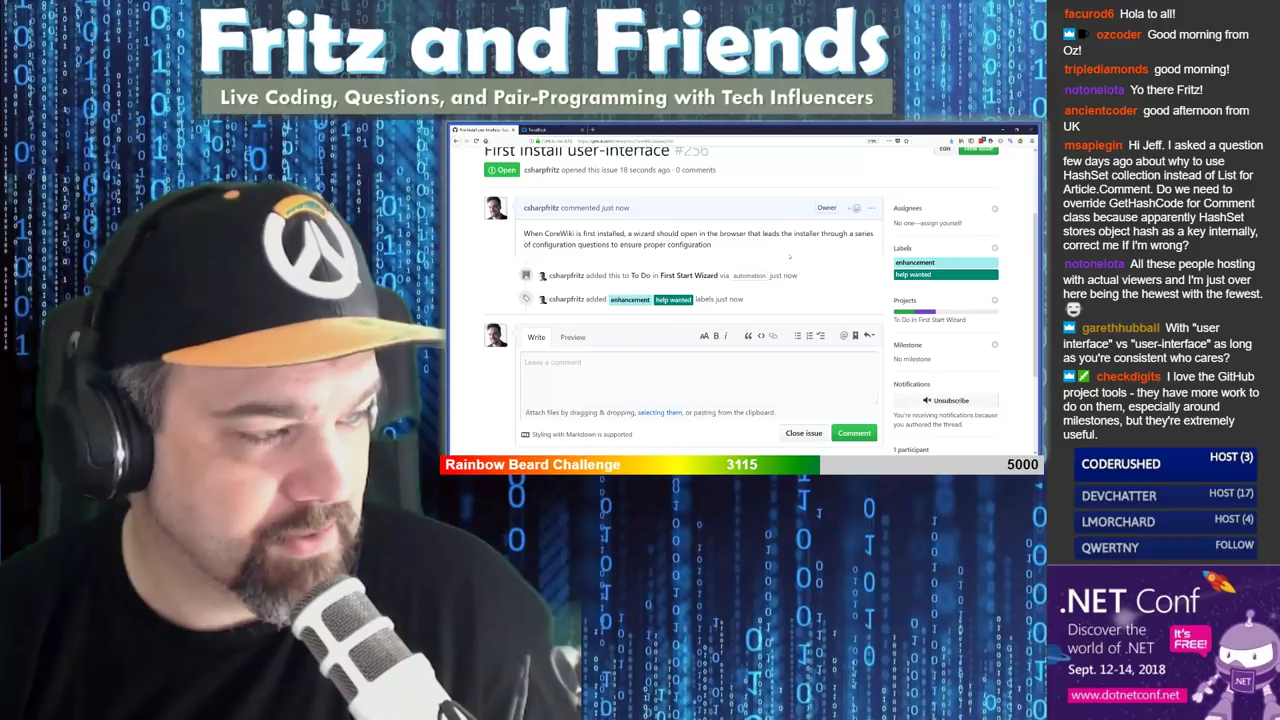 Fritz and Friends
Live Coding, Questions, and Pair-Programming with Tech Influencers
First Install user-interface #256
Edit
New issue
Open
csharpfritz opened this issue 18 seconds ago · 0 comments
csharpfritz commented just now
Owner
When CoreWiki is first installed, a wizard should open in the browser that leads the installer through a series
of configuration questions to ensure proper configuration
csharpfritz added this to To Do in First Start Wizard via automation just now
csharpfritz added enhancement help wanted labels just now
Write
Preview
Leave a comment
Attach files by dragging & dropping, selecting them, or pasting from the clipboard.
Styling with Markdown is supported
Close issue
Comment
Assignees
No one—assign yourself
Labels
enhancement
help wanted
Projects
To Do in First Start Wizard
Milestone
No milestone
Notifications
Unsubscribe
You're receiving notifications because
you authored the thread.
1 participant
Rainbow Beard Challenge
3115
5000
facurod6 Hola to all!
ozcoder Good morning from
Oz!
triplediamonds good morning!
notoneiota Yo there Fritz!
ancientcoder good evening from
UK
msapiegin Hi Jeff! I asked question
few days ago about using
HashSet collection instead of list for
Article.Comment. Do we need to
override GetHashCode for Comment
class because apparently HashSet
stores object base on key intenally,
correct me If I'm wrong?
notoneiota All these people hosting
with actual viewers, and I'm just over
here being a host with the fewest
garethhubball With "user
interface" vs "user-interface" as long
as you're consistent who cares?
checkdigits I love the GitHub
project tools - they have more work to
go on them, especially around
milestones, but they are extremely
useful.
CODERUSHED HOST (3)
DEVCHATTER HOST (17)
LMORCHARD HOST (4)
QWERTNY FOLLOW
.NET Conf
Discover the
world of .NET
It's
FREE!
Sept. 12-14, 2018
www.dotnetconf.net
.NET